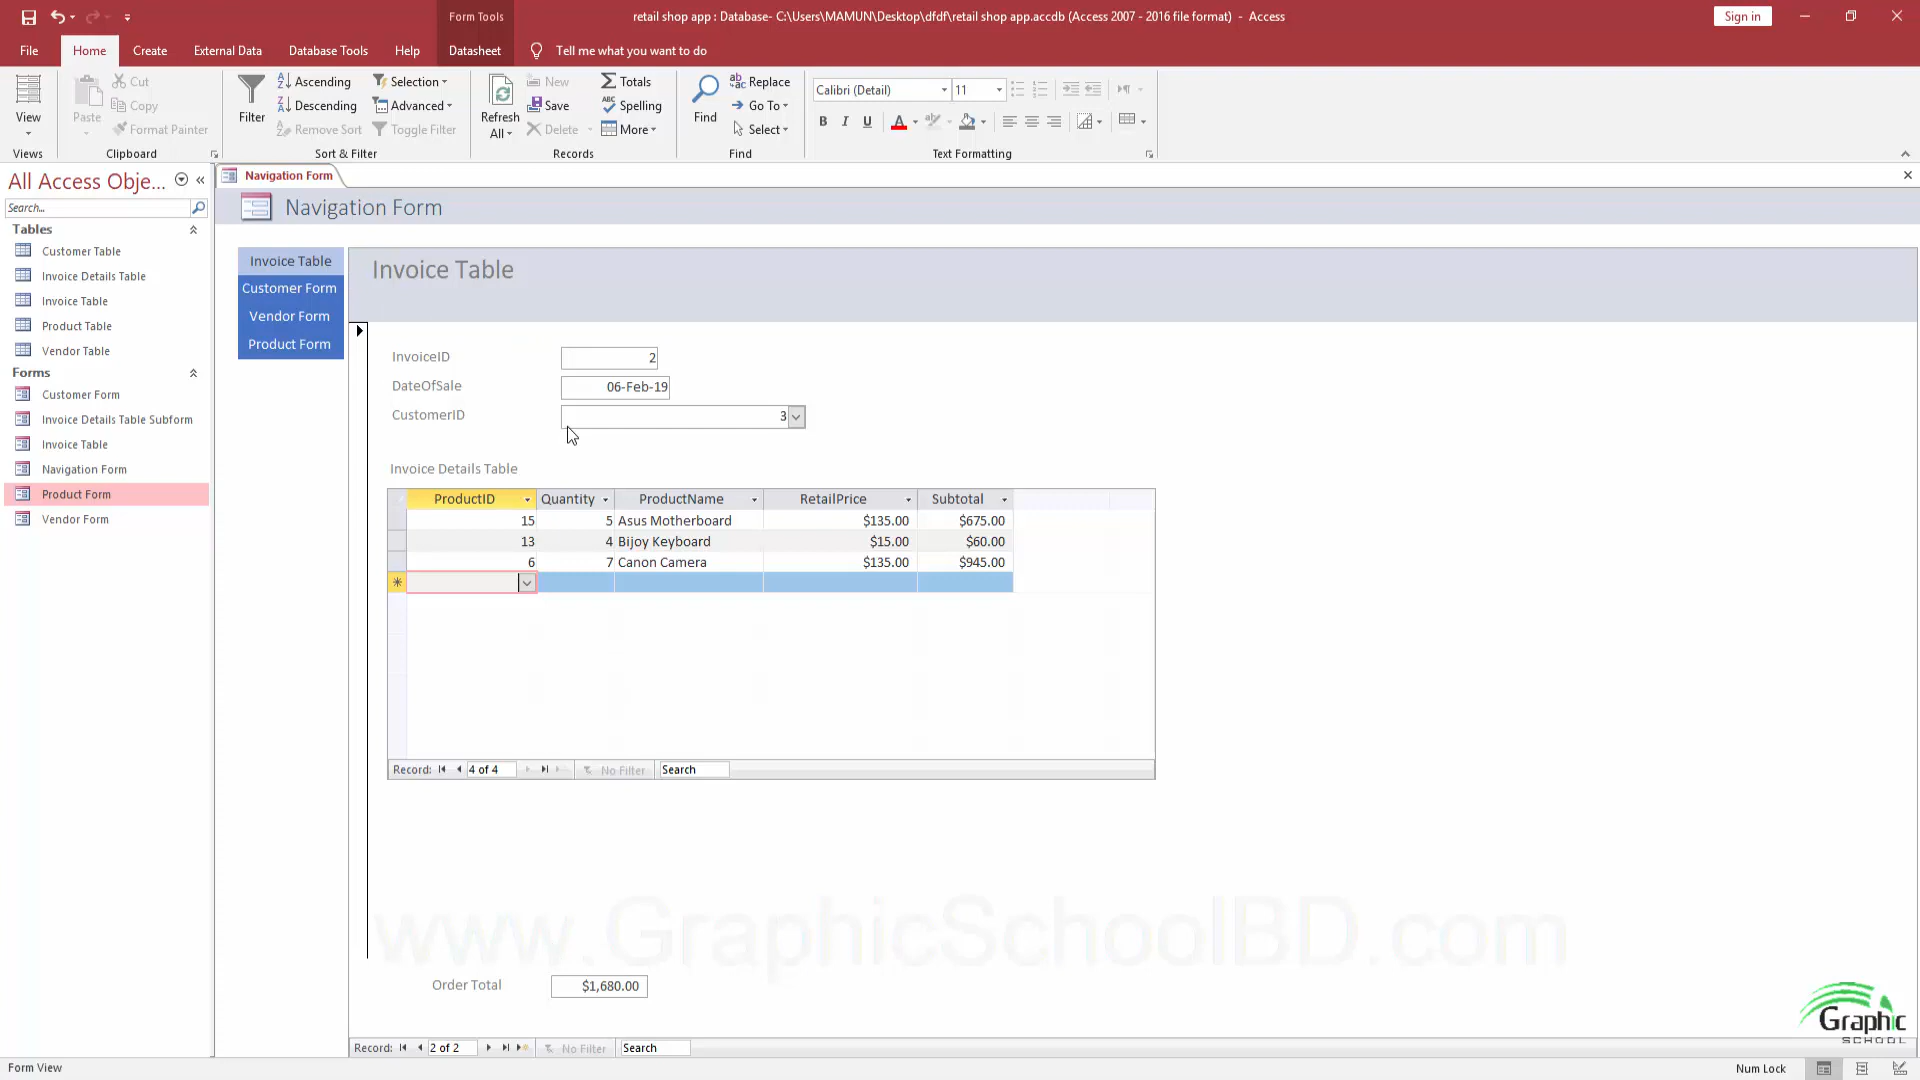 Form Tools
retail shop app : Database- C:\Users\MAMUN\Desktop\dfdf\retail shop app.accdb (Access 2007 - 2016 file format)  -  Access
Sign in
File Home Create External Data Database Tools Help Datasheet Tell me what you want to do
View
Views
Paste
Cut
Copy
Format Painter
Clipboard
Filter
Ascending
Descending
Remove Sort
Selection
Advanced
Toggle Filter
Sort & Filter
Refresh
All
New
Save
Delete
Totals
Spelling
More
Records
Find
Replace
Go To
Select
Find
Calibri (Detail) 11
B I U
Text Formatting
All Access Obje...
Search...
Tables
Customer Table
Invoice Details Table
Invoice Table
Product Table
Vendor Table
Forms
Customer Form
Invoice Details Table Subform
Invoice Table
Navigation Form
Product Form
Vendor Form
Navigation Form
Navigation Form
Invoice Table
Customer Form
Vendor Form
Product Form
Invoice Table
InvoiceID 2
DateOfSale 06-Feb-19
CustomerID 3
Invoice Details Table
ProductID Quantity ProductName RetailPrice Subtotal
15 5 Asus Motherboard $135.00 $675.00
13 4 Bijoy Keyboard $15.00 $60.00
6 7 Canon Camera $135.00 $945.00
Record: 4 of 4 No Filter Search
www.GraphicSchoolBD.com
Order Total $1,680.00
Graphic
SCHOOL
Record: 2 of 2 No Filter Search
Form View
Num Lock